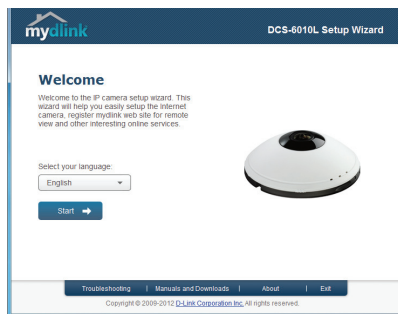 mydlink
DCS-6010L Setup Wizard
Welcome
Welcome to the IP camera setup wizard. This
wizard will help you easily setup the Internet
camera, register mydlink web site for remote
view and other interesting online services.
Select your language:
English
Start
Troubleshooting | Manuals and Downloads | About | Exit
Copyright © 2009-2012 D-Link Corporation Inc. All rights reserved.